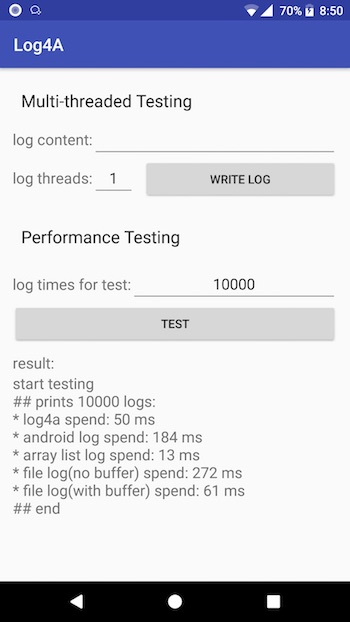 70% 8:50
Log4A
Multi-threaded Testing
log content:
log threads: 1 WRITE LOG
Performance Testing
log times for test: 10000
TEST
result:
start testing
## prints 10000 logs:
* log4a spend: 50 ms
* android log spend: 184 ms
* array list log spend: 13 ms
* file log(no buffer) spend: 272 ms
* file log(with buffer) spend: 61 ms
## end